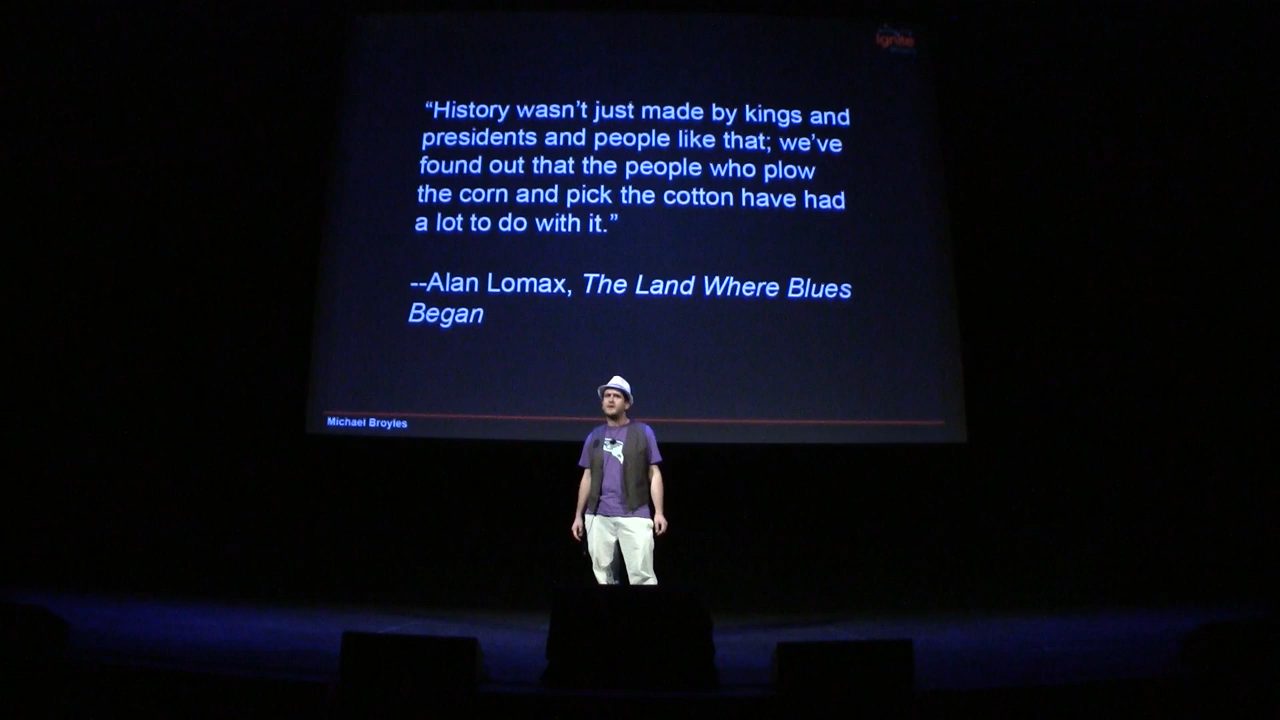 ignite
“History wasn’t just made by kings and
presidents and people like that; we’ve
found out that the people who plow
the corn and pick the cotton have had
a lot to do with it.”
--Alan Lomax, The Land Where Blues
Began
Michael Broyles